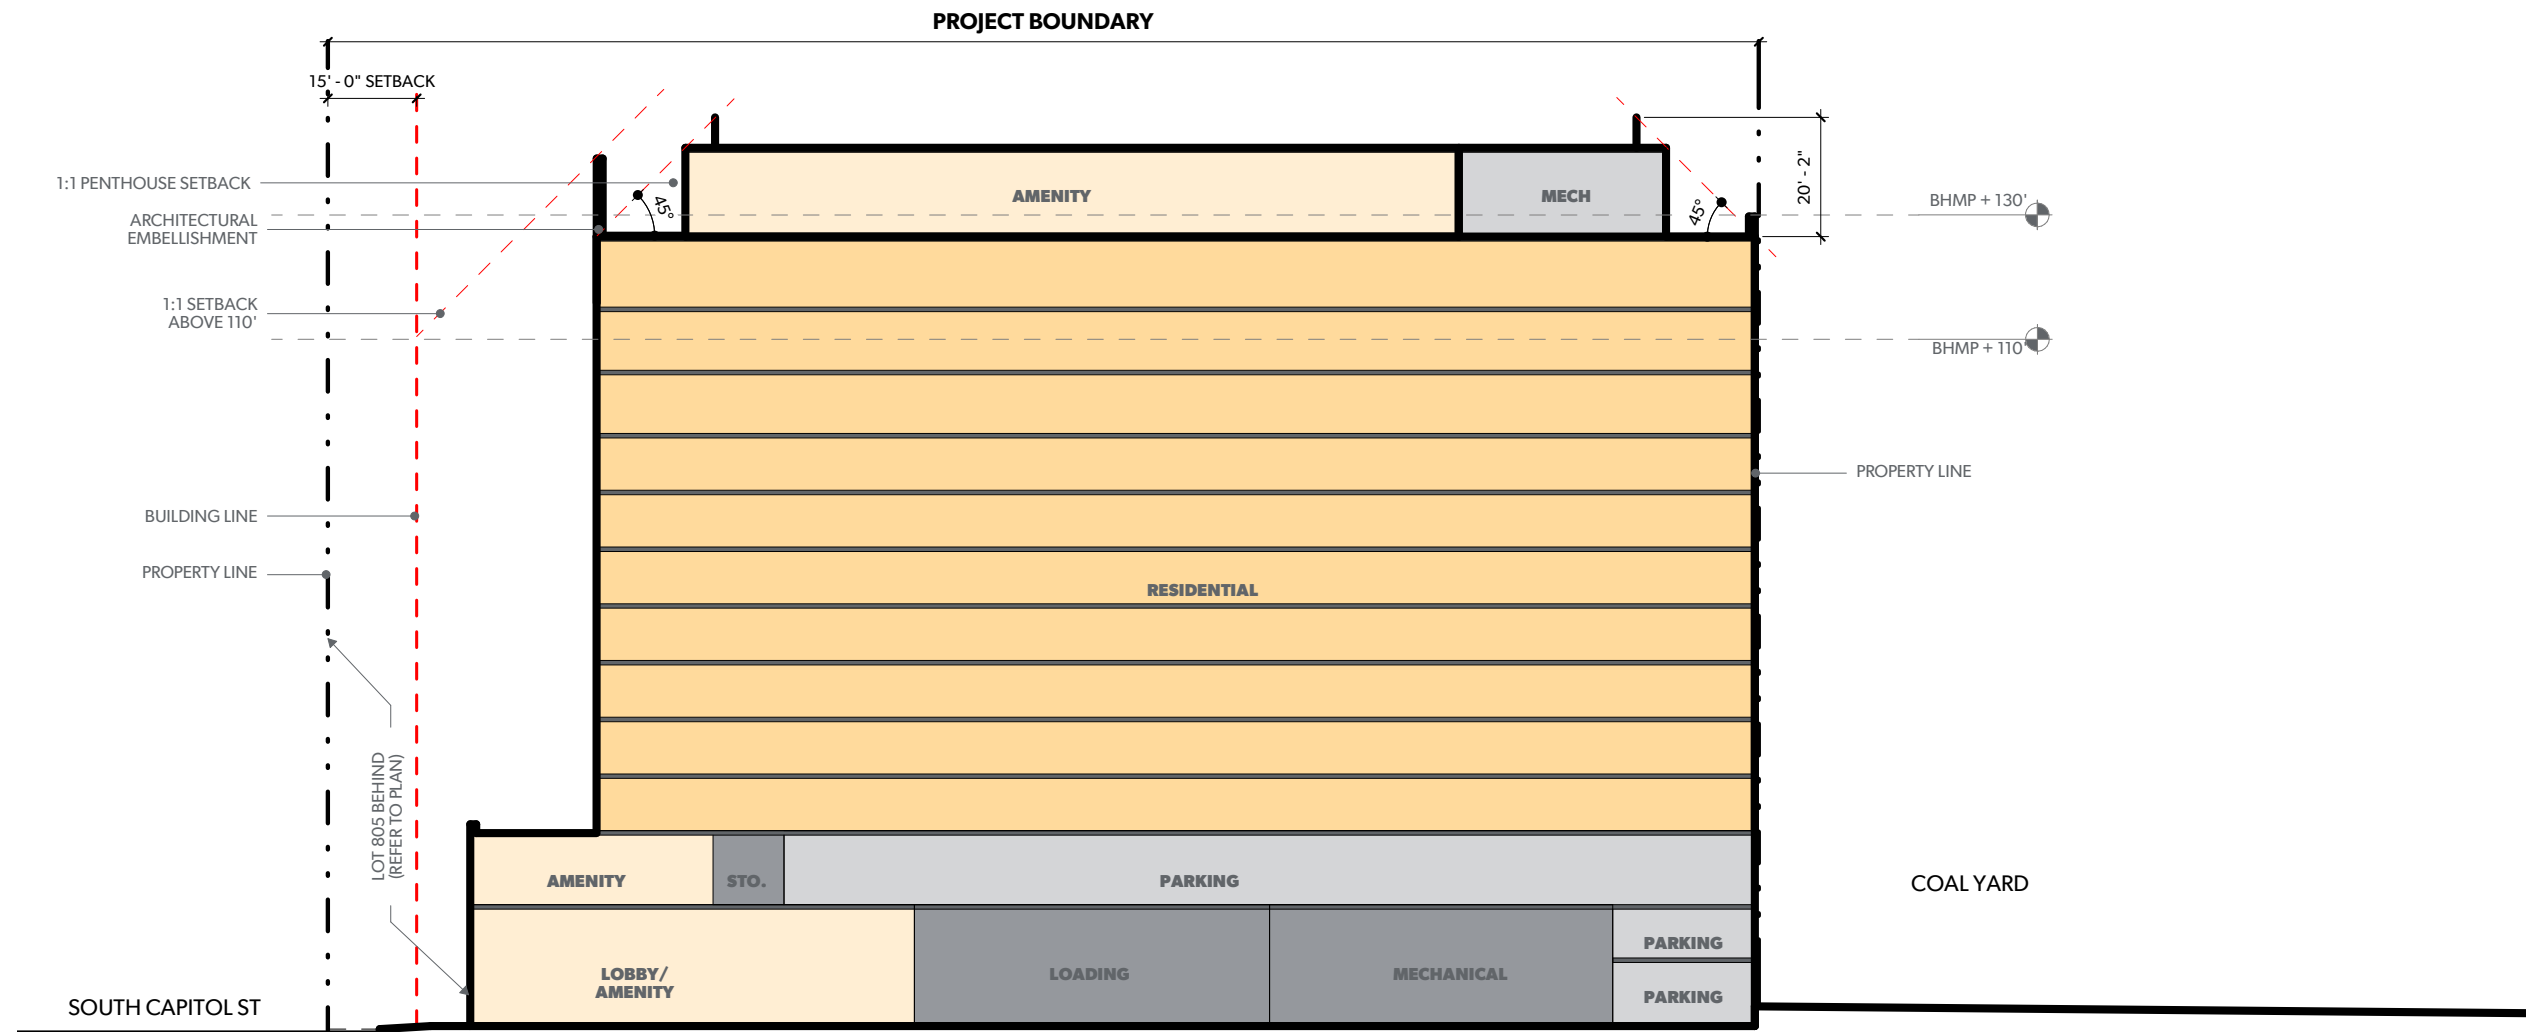 PROJECT BOUNDARY
15' - 0" SETBACK
1:1 PENTHOUSE SETBACK
ARCHITECTURAL
EMBELLISHMENT
1:1 SETBACK
ABOVE 110'
BUILDING LINE
PROPERTY LINE
LOT 805 BEHIND
(REFER TO PLAN)
SOUTH CAPITOL ST
45°
AMENITY
MECH
45°
20' - 2"
BHMP + 130'
BHMP + 110'
PROPERTY LINE
RESIDENTIAL
AMENITY
STO.
PARKING
LOBBY/
AMENITY
LOADING
MECHANICAL
PARKING
PARKING
COAL YARD